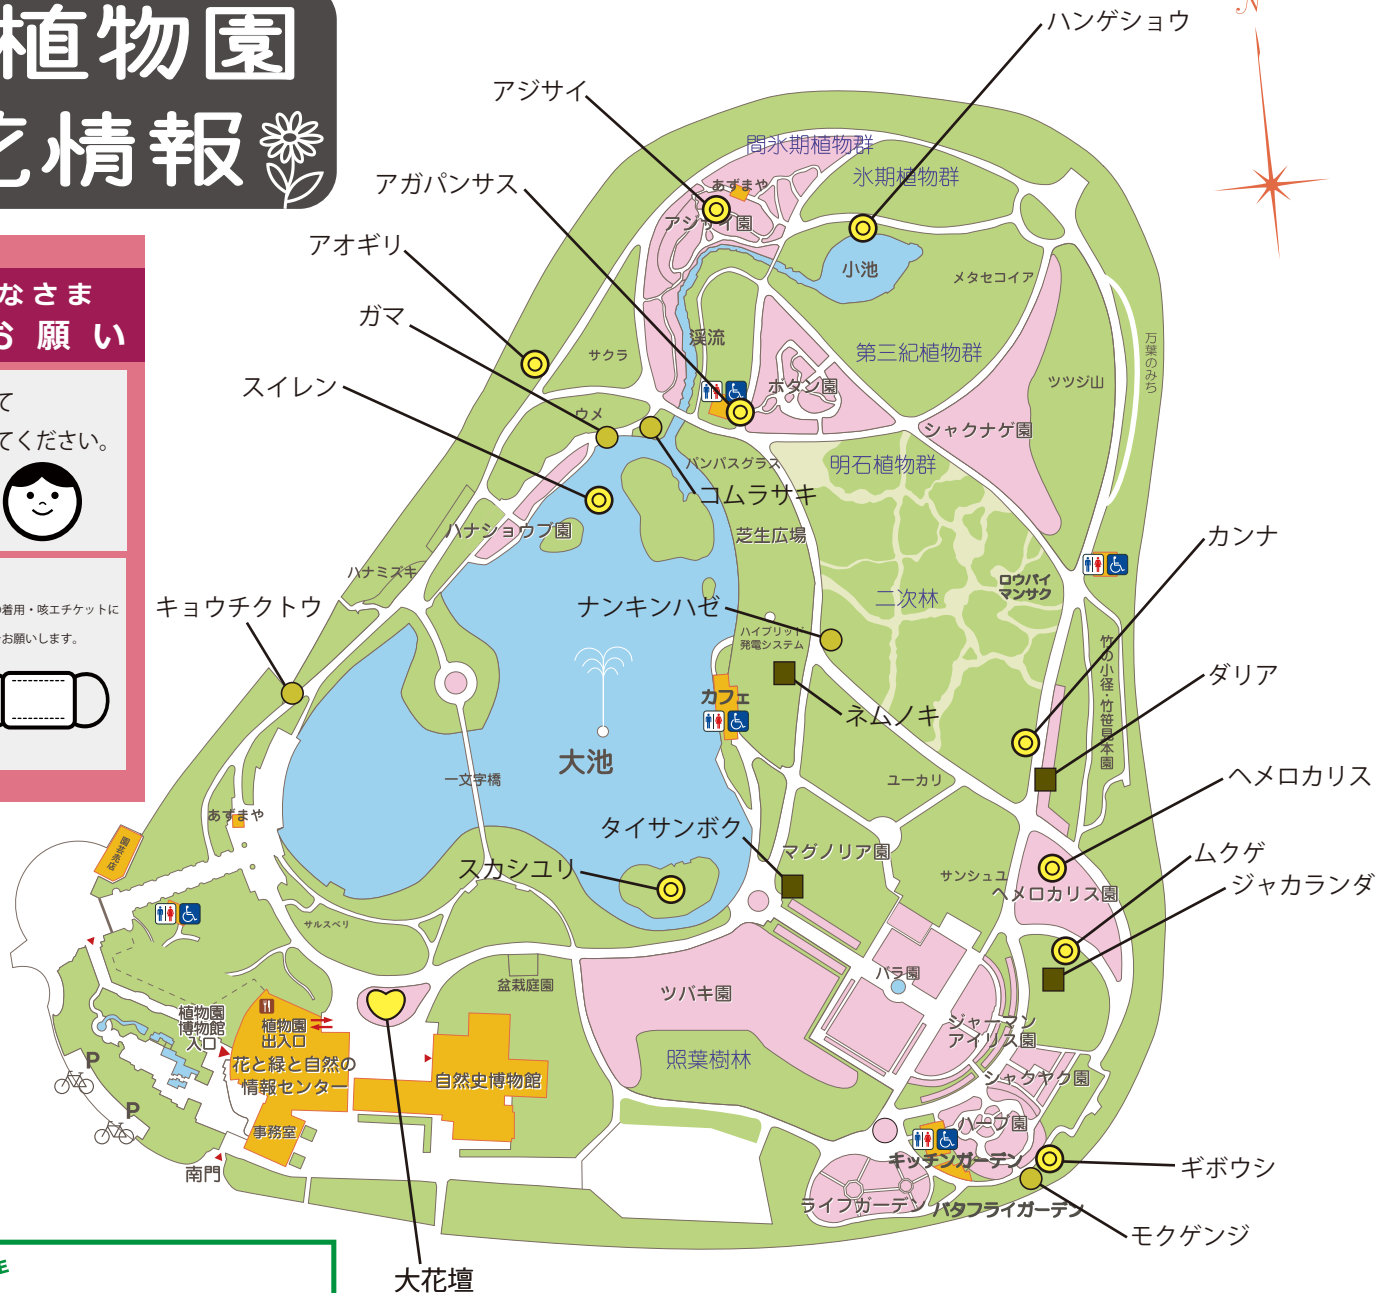 植物園
花情報
N
なさま
お願い
て
てください。
着用・咳エチケットに
お願いします。
ハンゲショウ
アジサイ
アガパンサス
アオギリ
ガマ
スイレン
キョウチクトウ
コムラサキ
ナンキンハゼ
ネムノキ
カンナ
ダリア
ヘメロカリス
ムクゲ
ジャカランダ
タイサンボク
スカシユリ
ギボウシ
モクゲンジ
大花壇
間氷期植物群
氷期植物群
あずまや
アジサイ園
小池
メタセコイア
万葉のみち
渓流
サクラ
第三紀植物群
ツツジ山
ボタン園
ウメ
シャクナゲ園
パンパスグラス
明石植物群
ハナショウブ園
芝生広場
ハナミズキ
ロウバイ
マンサク
二次林
ハイブリッド
発電システム
竹の小径・竹笹見本園
カフェ
大池
一文字橋
ユーカリ
あずまや
園芸売店
マグノリア園
サンシュユ
ヘメロカリス園
サルスベリ
盆栽庭園
ツバキ園
バラ園
植物園
博物館
入口
植物園
出入口
ジャーマン
アイリス園
花と緑と自然の
情報センター
自然史博物館
照葉樹林
シャクヤク園
P
P
事務室
ハーブ園
キッチンガーデン
南門
ライフガーデン
バタフライガーデン